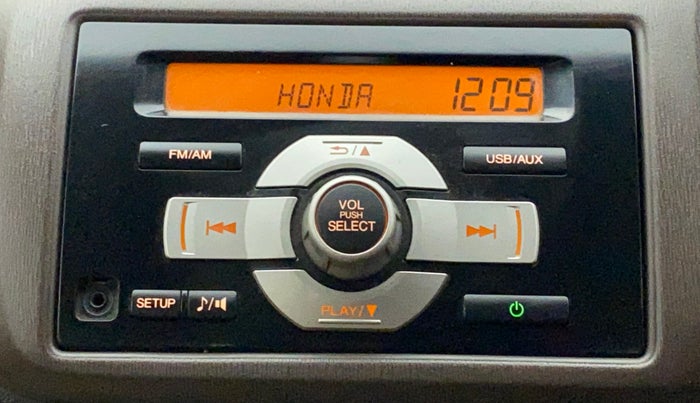 HONDA 1209
FM/AM
USB/AUX
VOL
PUSH
SELECT
SETUP
PLAY/